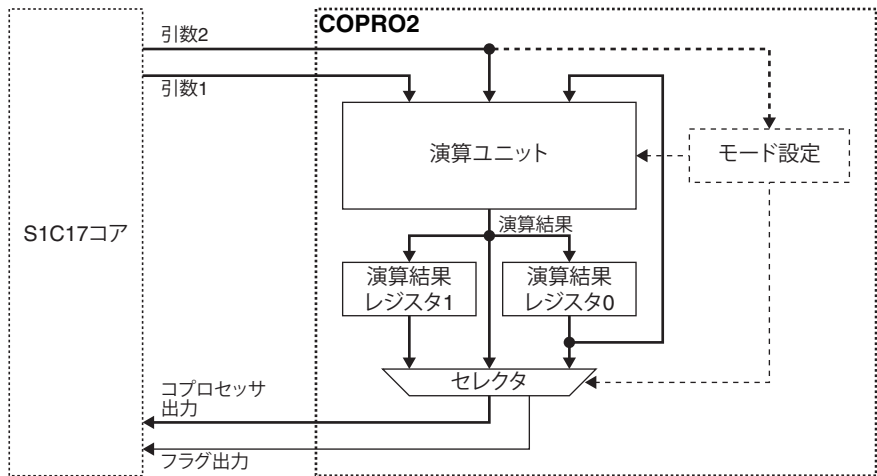 COPRO2
引数2
引数1
演算ユニット
モード設定
S1C17コア
演算結果
演算結果
レジスタ1
演算結果
レジスタ0
セレクタ
コプロセッサ
出力
フラグ出力